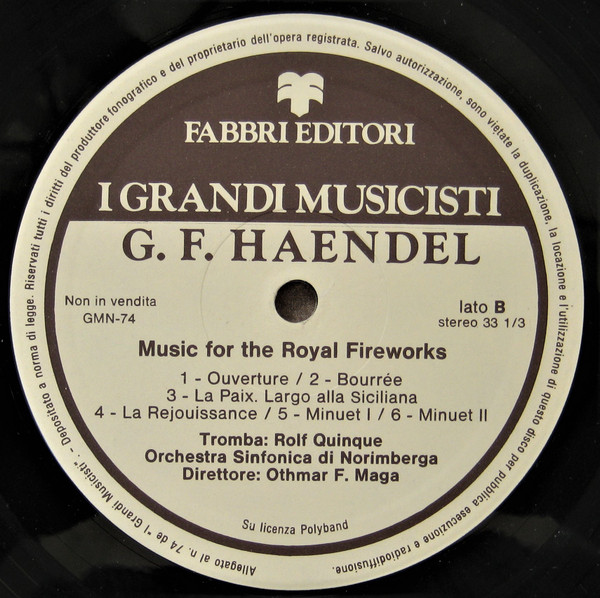 Riservati tutti i diritti del produttore fonografico e del proprietario dell'opera registrata. Salvo autorizzazione, sono vietate la duplicazione, la locazione e l'utilizzazione di questo disco per pubblica esecuzione e radiodiffusione.
Allegato al n. 74 de "I Grandi Musicisti" - Depositato a norma di legge.
FABBRI EDITORI
I GRANDI MUSICISTI
G. F. HAENDEL
Non in vendita
GMN-74
lato B
stereo 33 1/3
Music for the Royal Fireworks
1 - Ouverture / 2 - Bourrée
3 - La Paix. Largo alla Siciliana
4 - La Rejouissance / 5 - Minuet I / 6 - Minuet II
Tromba: Rolf Quinque
Orchestra Sinfonica di Norimberga
Direttore: Othmar F. Maga
Su licenza Polyband